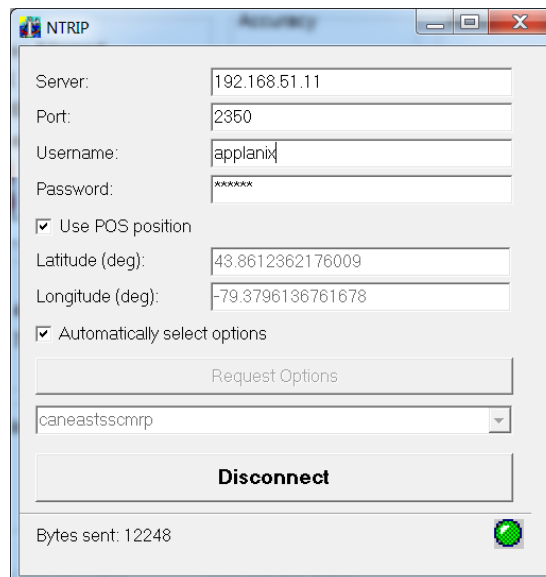 NTRIP
Accuracy
Server: 192.168.51.11
Port: 2350
Username: applanix
Password: ******
Use POS position
Latitude (deg): 43.8612362176009
Longitude (deg): -79.3796136761678
Automatically select options
Request Options
caneastsscmrp
Disconnect
Bytes sent: 12248